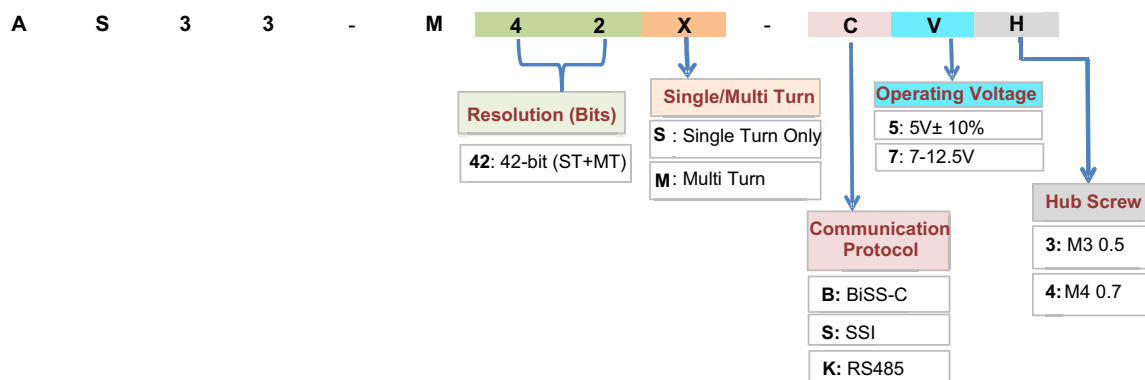 A S 3 3 - M 4 2 X - C V H
Resolution (Bits)
42: 42-bit (ST+MT)
Single/Multi Turn
S : Single Turn Only
M: Multi Turn
Communication
Protocol
B: BiSS-C
S: SSI
K: RS485
Operating Voltage
5: 5V± 10%
7: 7-12.5V
Hub Screw
3: M3 0.5
4: M4 0.7